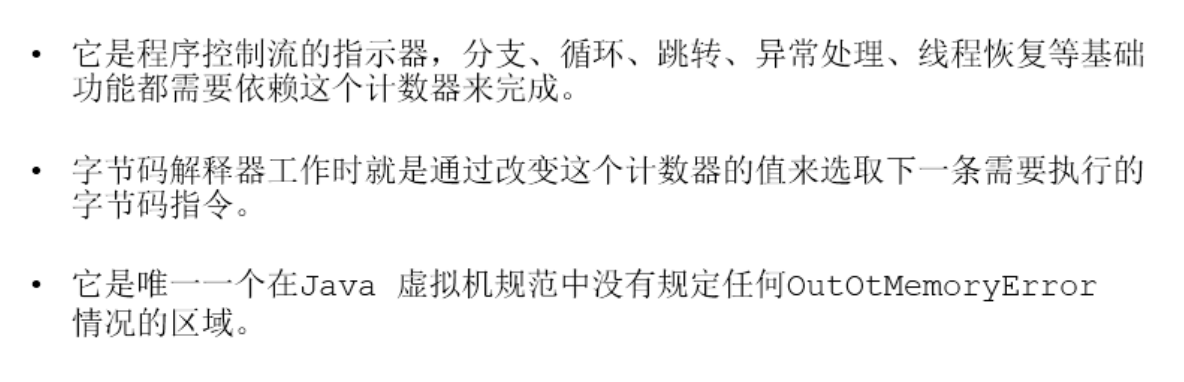 • 它是程序控制流的指示器，分支、循环、跳转、异常处理、线程恢复等基础
功能都需要依赖这个计数器来完成。
• 字节码解释器工作时就是通过改变这个计数器的值来选取下一条需要执行的
字节码指令。
• 它是唯一一个在Java 虚拟机规范中没有规定任何OutOtMemoryError
情况的区域。